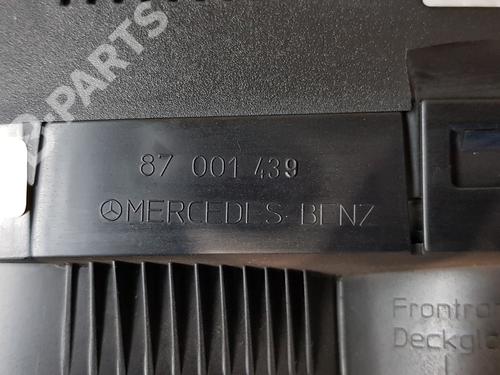 B-PARTS
87 001 439
MERCEDES-BENZ
Frontro
Deckgla